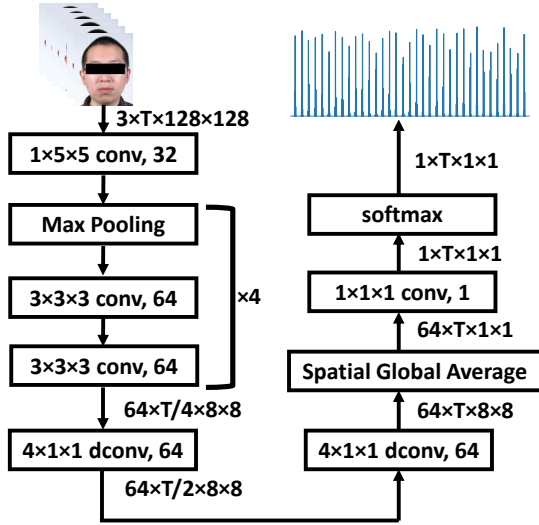 3×T×128×128
1×5×5 conv, 32
Max Pooling
3×3×3 conv, 64
×4
3×3×3 conv, 64
64×T/4×8×8
4×1×1 dconv, 64
64×T/2×8×8
4×1×1 dconv, 64
64×T×8×8
Spatial Global Average
64×T×1×1
1×1×1 conv, 1
1×T×1×1
softmax
1×T×1×1